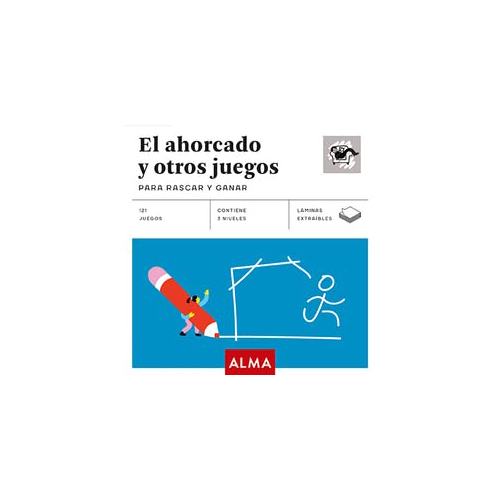 El ahorcado
y otros juegos
PARA RASCAR Y GANAR
121
JUEGOS
CONTIENE
3 NIVELES
LÁMINAS
EXTRAÍBLES
ALMA